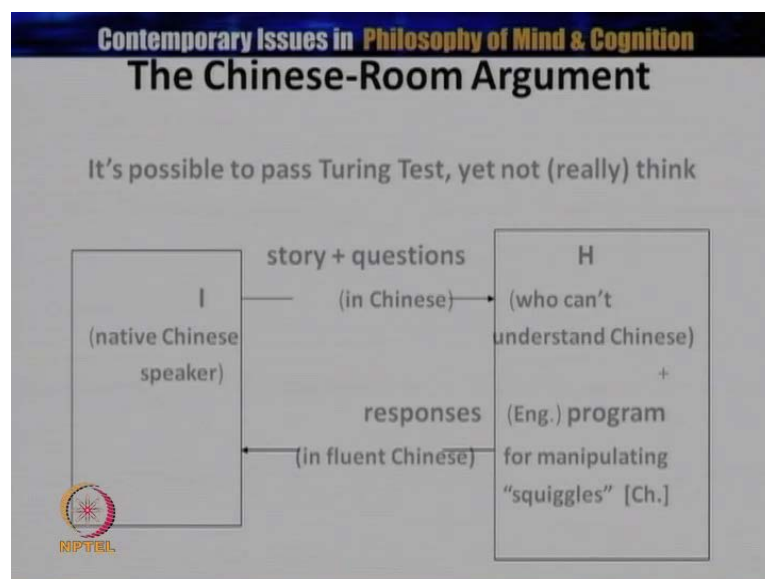 Contemporary Issues in Philosophy of Mind & Cognition
The Chinese-Room Argument
It's possible to pass Turing Test, yet not (really) think
I
(native Chinese
speaker)
story + questions
(in Chinese)
responses
(in fluent Chinese)
H
(who can't
understand Chinese)
+
(Eng.) program
for manipulating
"squiggles" [Ch.]
NPTEL